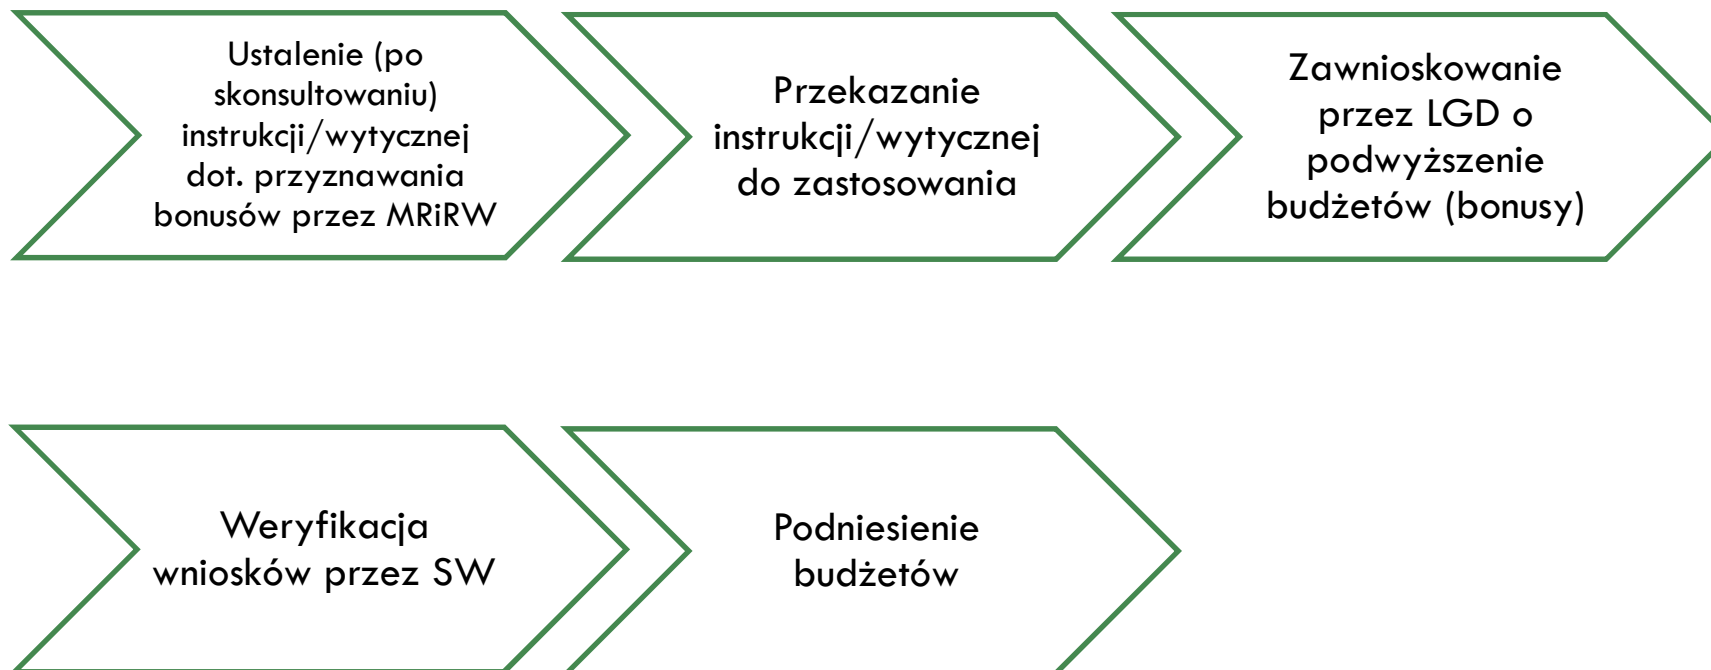 Ustalenie (po
skonsultowaniu)
instrukcji/wytycznej
dot. przyznawania
bonusów przez MRiRW
Przekazanie
instrukcji/wytycznej
do zastosowania
Zawnioskowanie
przez LGD o
podwyższenie
budżetów (bonusy)
Weryfikacja
wniosków przez SW
Podniesienie
budżetów